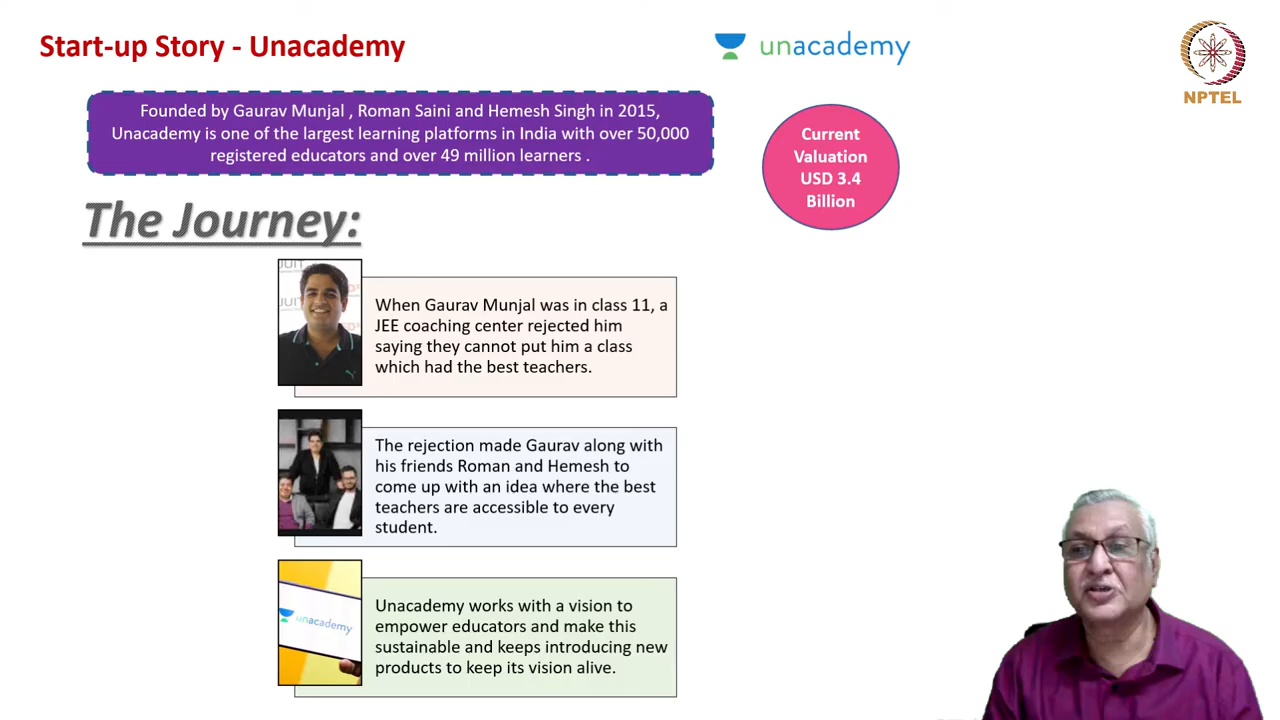 Start-up Story - Unacademy
unacademy
NPTEL
Founded by Gaurav Munjal , Roman Saini and Hemesh Singh in 2015,
Unacademy is one of the largest learning platforms in India with over 50,000
registered educators and over 49 million learners .
Current
Valuation
USD 3.4
Billion
The Journey:
When Gaurav Munjal was in class 11, a
JEE coaching center rejected him
saying they cannot put him a class
which had the best teachers.
The rejection made Gaurav along with
his friends Roman and Hemesh to
come up with an idea where the best
teachers are accessible to every
student.
unacademy
Unacademy works with a vision to
empower educators and make this
sustainable and keeps introducing new
products to keep its vision alive.